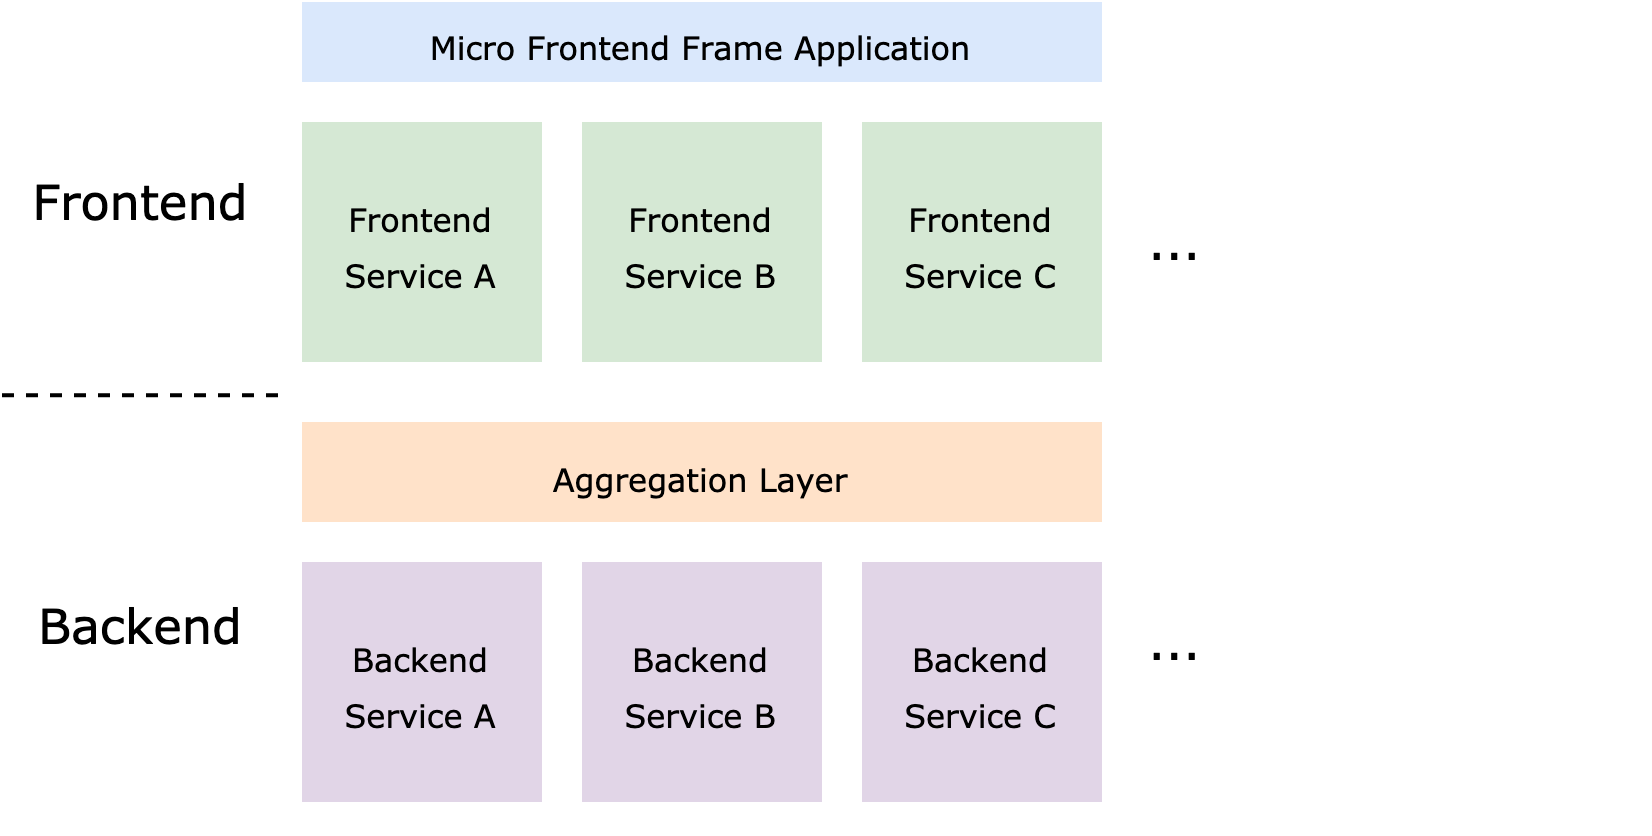 Micro Frontend Frame Application
Frontend
Frontend
Service A
Frontend
Service B
Frontend
Service C
...
Aggregation Layer
Backend
Backend
Service A
Backend
Service B
Backend
Service C
...